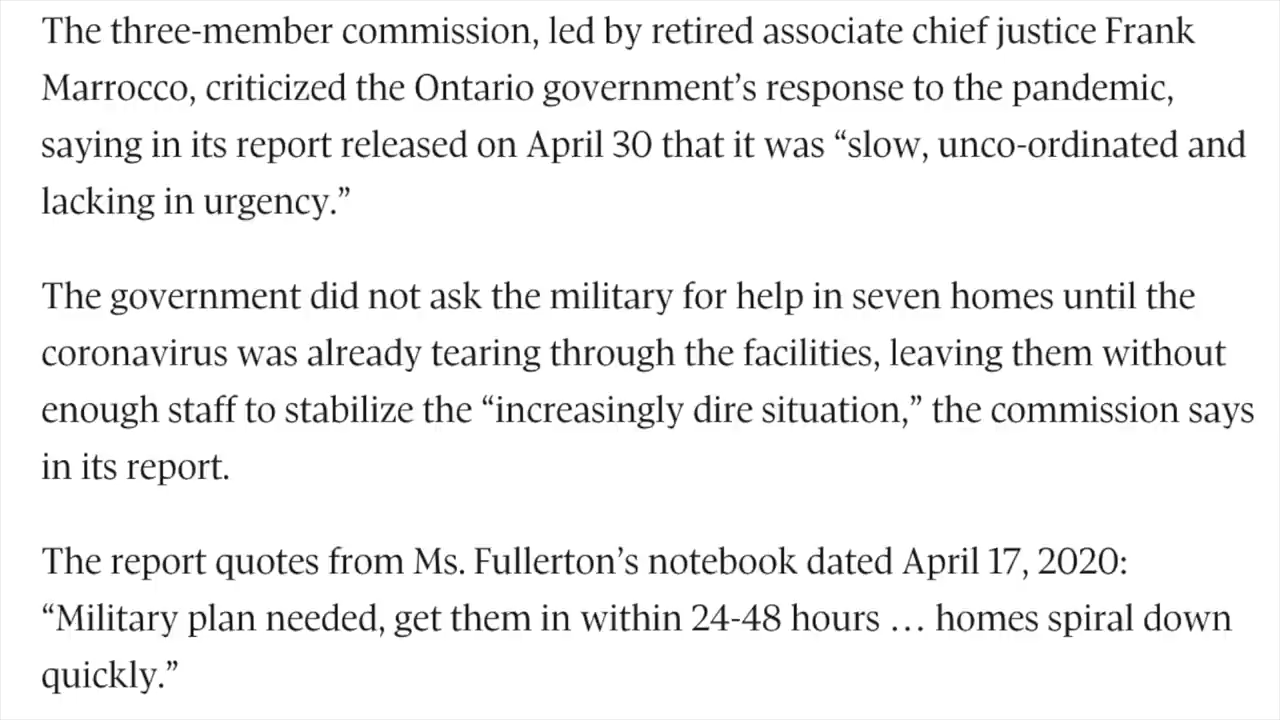 The three-member commission, led by retired associate chief justice Frank
Marrocco, criticized the Ontario government’s response to the pandemic,
saying in its report released on April 30 that it was “slow, unco-ordinated and
lacking in urgency.”
The government did not ask the military for help in seven homes until the
coronavirus was already tearing through the facilities, leaving them without
enough staff to stabilize the “increasingly dire situation,” the commission says
in its report.
The report quotes from Ms. Fullerton’s notebook dated April 17, 2020:
“Military plan needed, get them in within 24-48 hours … homes spiral down
quickly.”